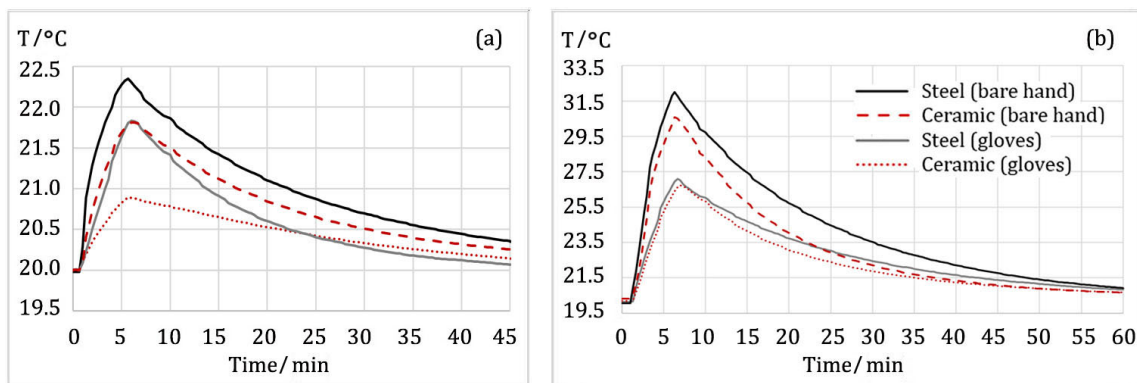 T/°C
(a)
22.5
22.0
21.5
21.0
20.5
20.0
19.5
0 5 10 15 20 25 30 35 40 45
Time/ min
T/°C
(b)
33.5
31.5
29.5
27.5
25.5
23.5
21.5
19.5
0 5 10 15 20 25 30 35 40 45 50 55 60
Time/ min
Steel (bare hand)
Ceramic (bare hand)
Steel (gloves)
Ceramic (gloves)